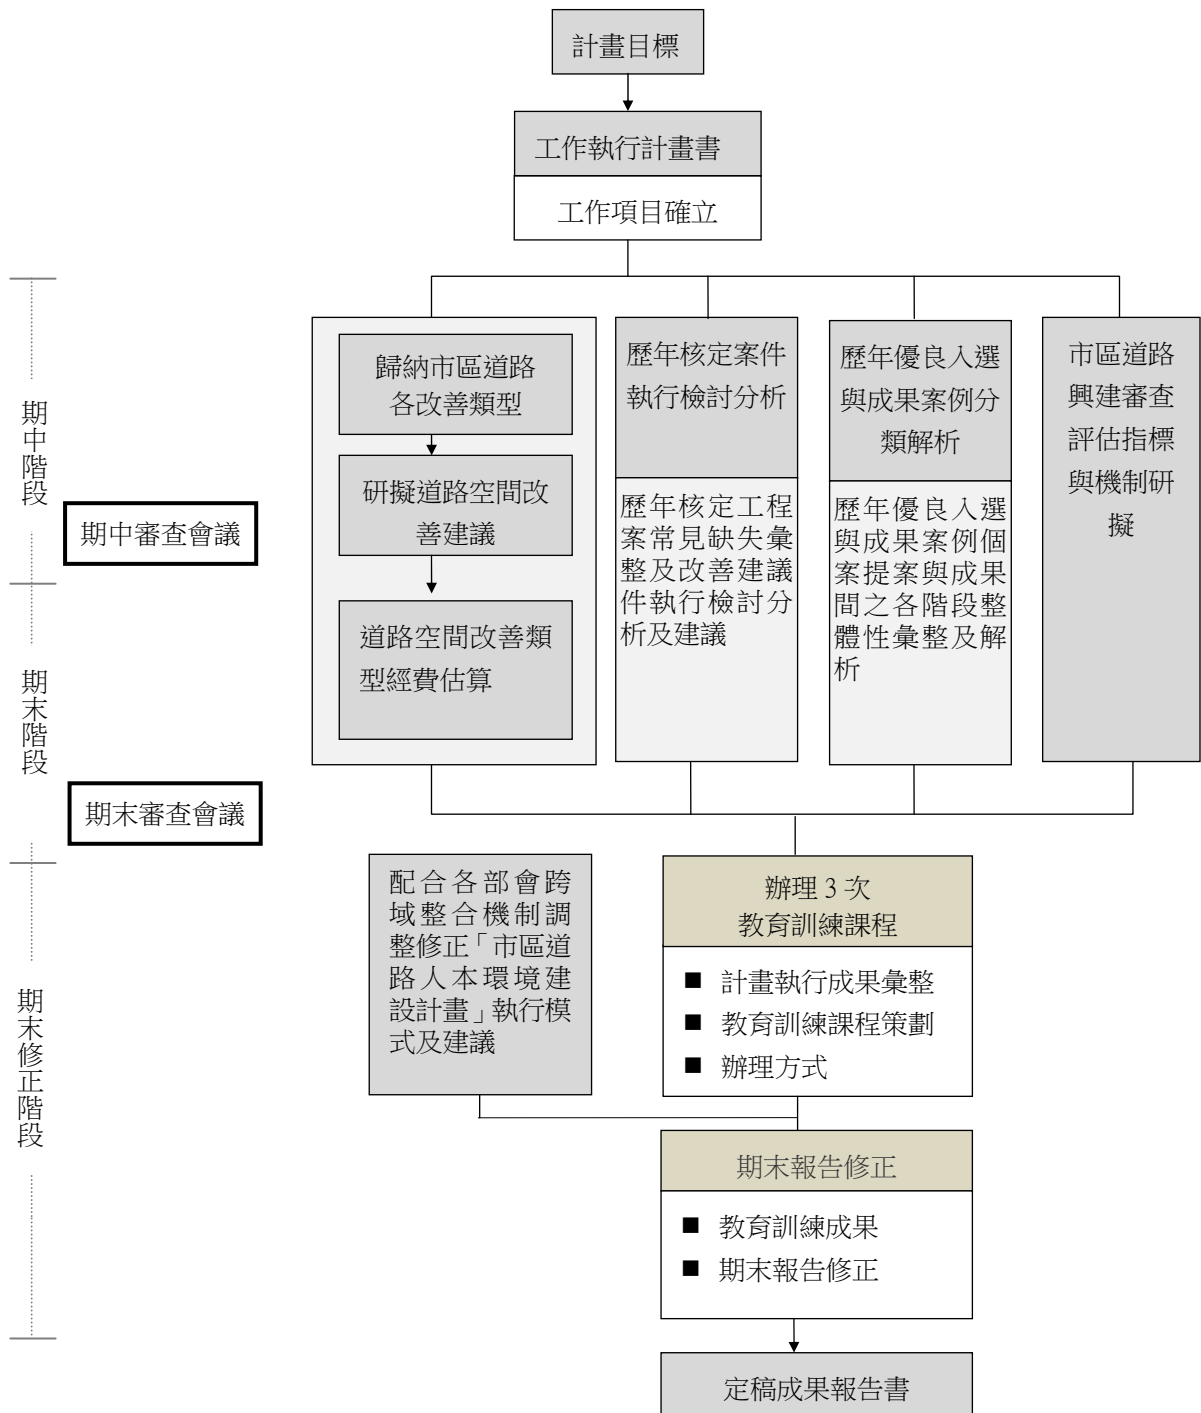 計畫目標
工作執行計畫書
工作項目確立
期中階段
期中審查會議
期末階段
期末審查會議
期末修正階段
歸納市區道路
各改善類型
研擬道路空間改
善建議
道路空間改善類
型經費估算
歷年核定案件
執行檢討分析
歷年核定工程
案常見缺失彙
整及改善建議
件執行檢討分
析及建議
歷年優良入選
與成果案例分
類解析
歷年優良入選
與成果案例個
案提案與成果
間之各階段整
體性彙整及解
析
市區道路
興建審查
評估指標
與機制研
擬
配合各部會跨
域整合機制調
整修正「市區道
路人本環境建
設計畫」執行模
式及建議
辦理 3 次
教育訓練課程
■ 計畫執行成果彙整
■ 教育訓練課程策劃
■ 辦理方式
期末報告修正
■ 教育訓練成果
■ 期末報告修正
定稿成果報告書